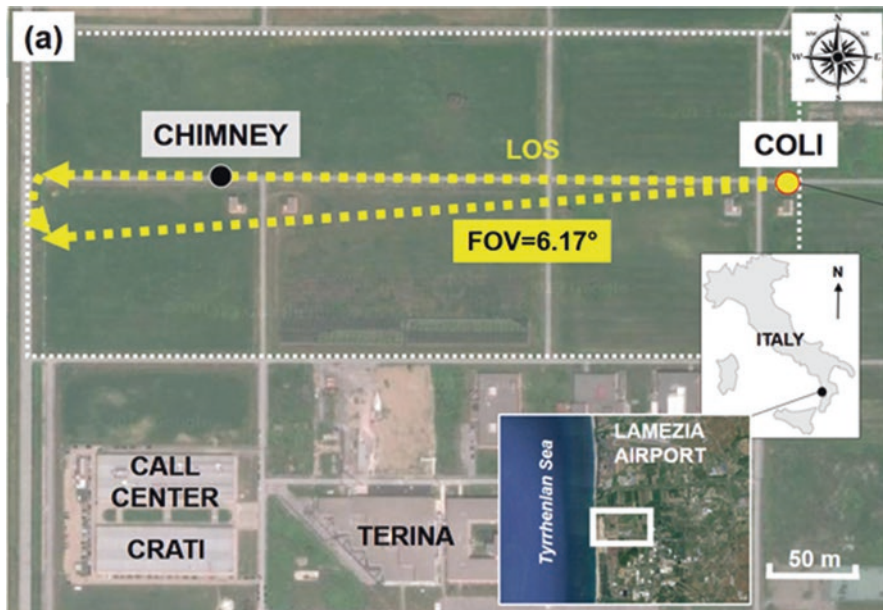 (a)
N
W
E
S
CHIMNEY
LOS
COLI
FOV=6.17°
N
ITALY
LAMEZIA
AIRPORT
Tyrrhenian Sea
CALL
CENTER
CRATI
TERINA
50 m